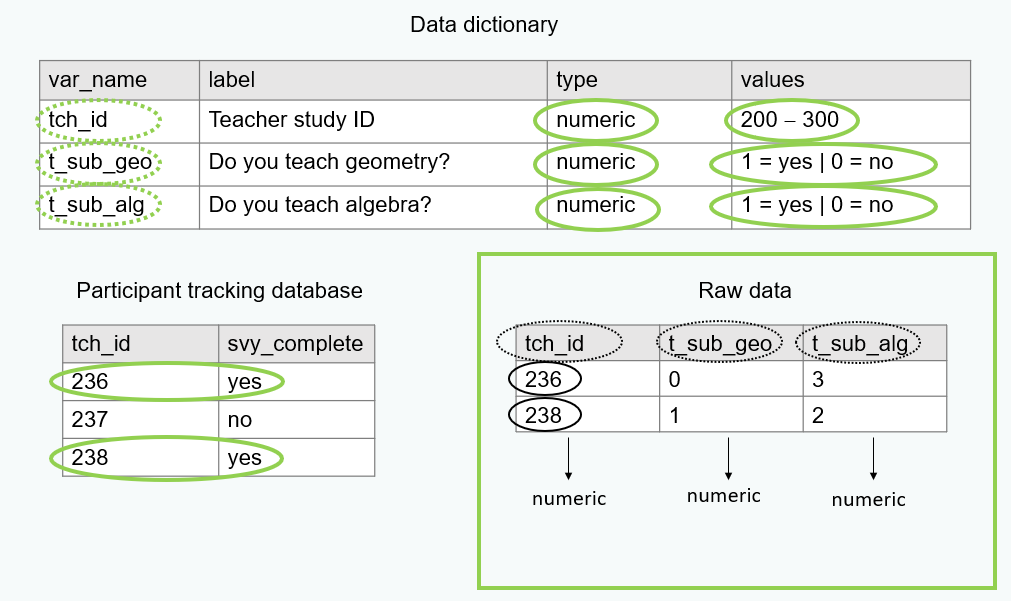 Data dictionary
var_name label type values
tch_id Teacher study ID numeric 200 – 300
t_sub_geo Do you teach geometry? numeric 1 = yes | 0 = no
t_sub_alg Do you teach algebra? numeric 1 = yes | 0 = no
Participant tracking database
tch_id svy_complete
236 yes
237 no
238 yes
Raw data
tch_id t_sub_geo t_sub_alg
236 0 3
238 1 2
numeric numeric numeric